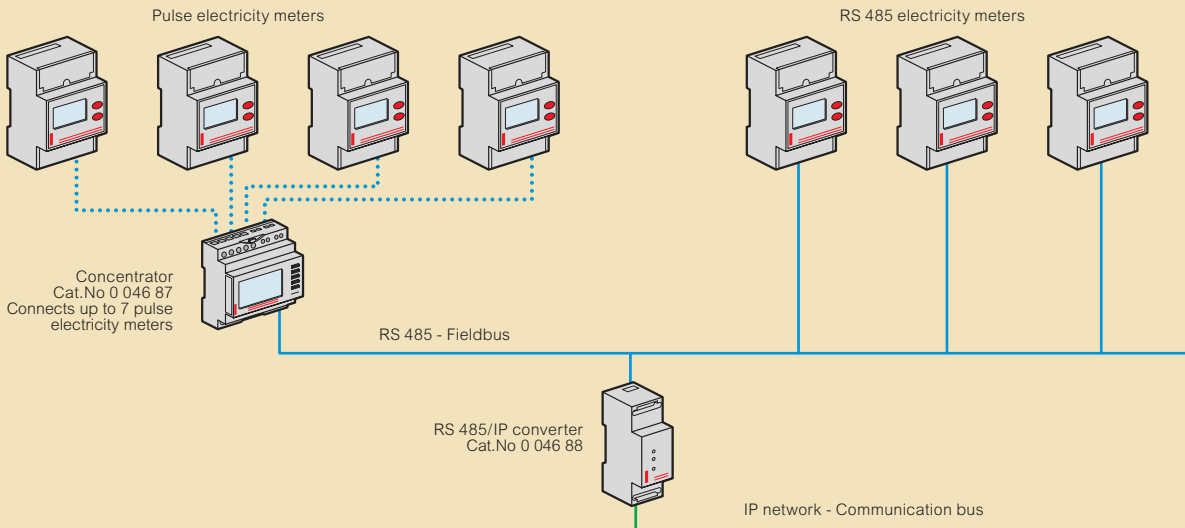 Pulse electricity meters
RS 485 electricity meters
Concentrator
Cat.No 0 046 87
Connects up to 7 pulse
electricity meters
RS 485 - Fieldbus
RS 485/IP converter
Cat.No 0 046 88
IP network - Communication bus